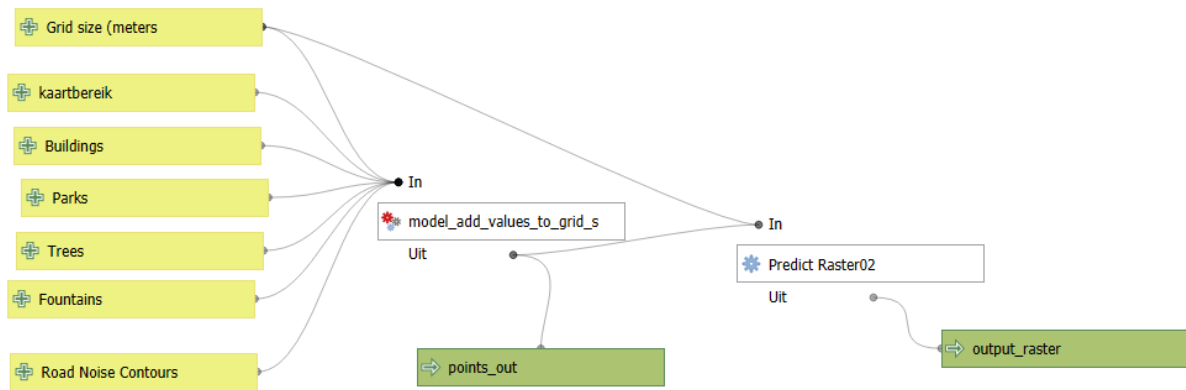 Grid size (meters
kaartbereik
Buildings
Parks
Trees
Fountains
Road Noise Contours
In
model_add_values_to_grid_s
Uit
points_out
In
Predict Raster02
Uit
output_raster